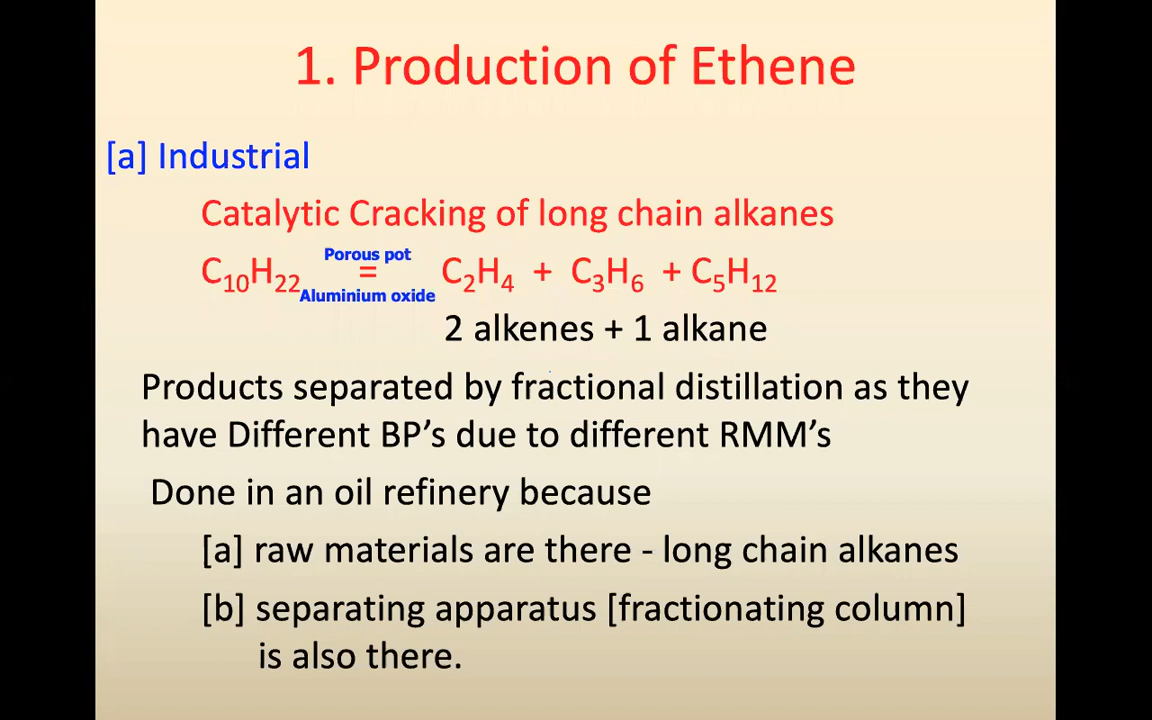 1. Production of Ethene
[a] Industrial
Catalytic Cracking of long chain alkanes
Porous pot
C₁₀H₂₂ = C₂H₄ + C₃H₆ + C₅H₁₂
Aluminium oxide
2 alkenes + 1 alkane
Products separated by fractional distillation as they
have Different BP’s due to different RMM’s
Done in an oil refinery because
[a] raw materials are there - long chain alkanes
[b] separating apparatus [fractionating column]
is also there.